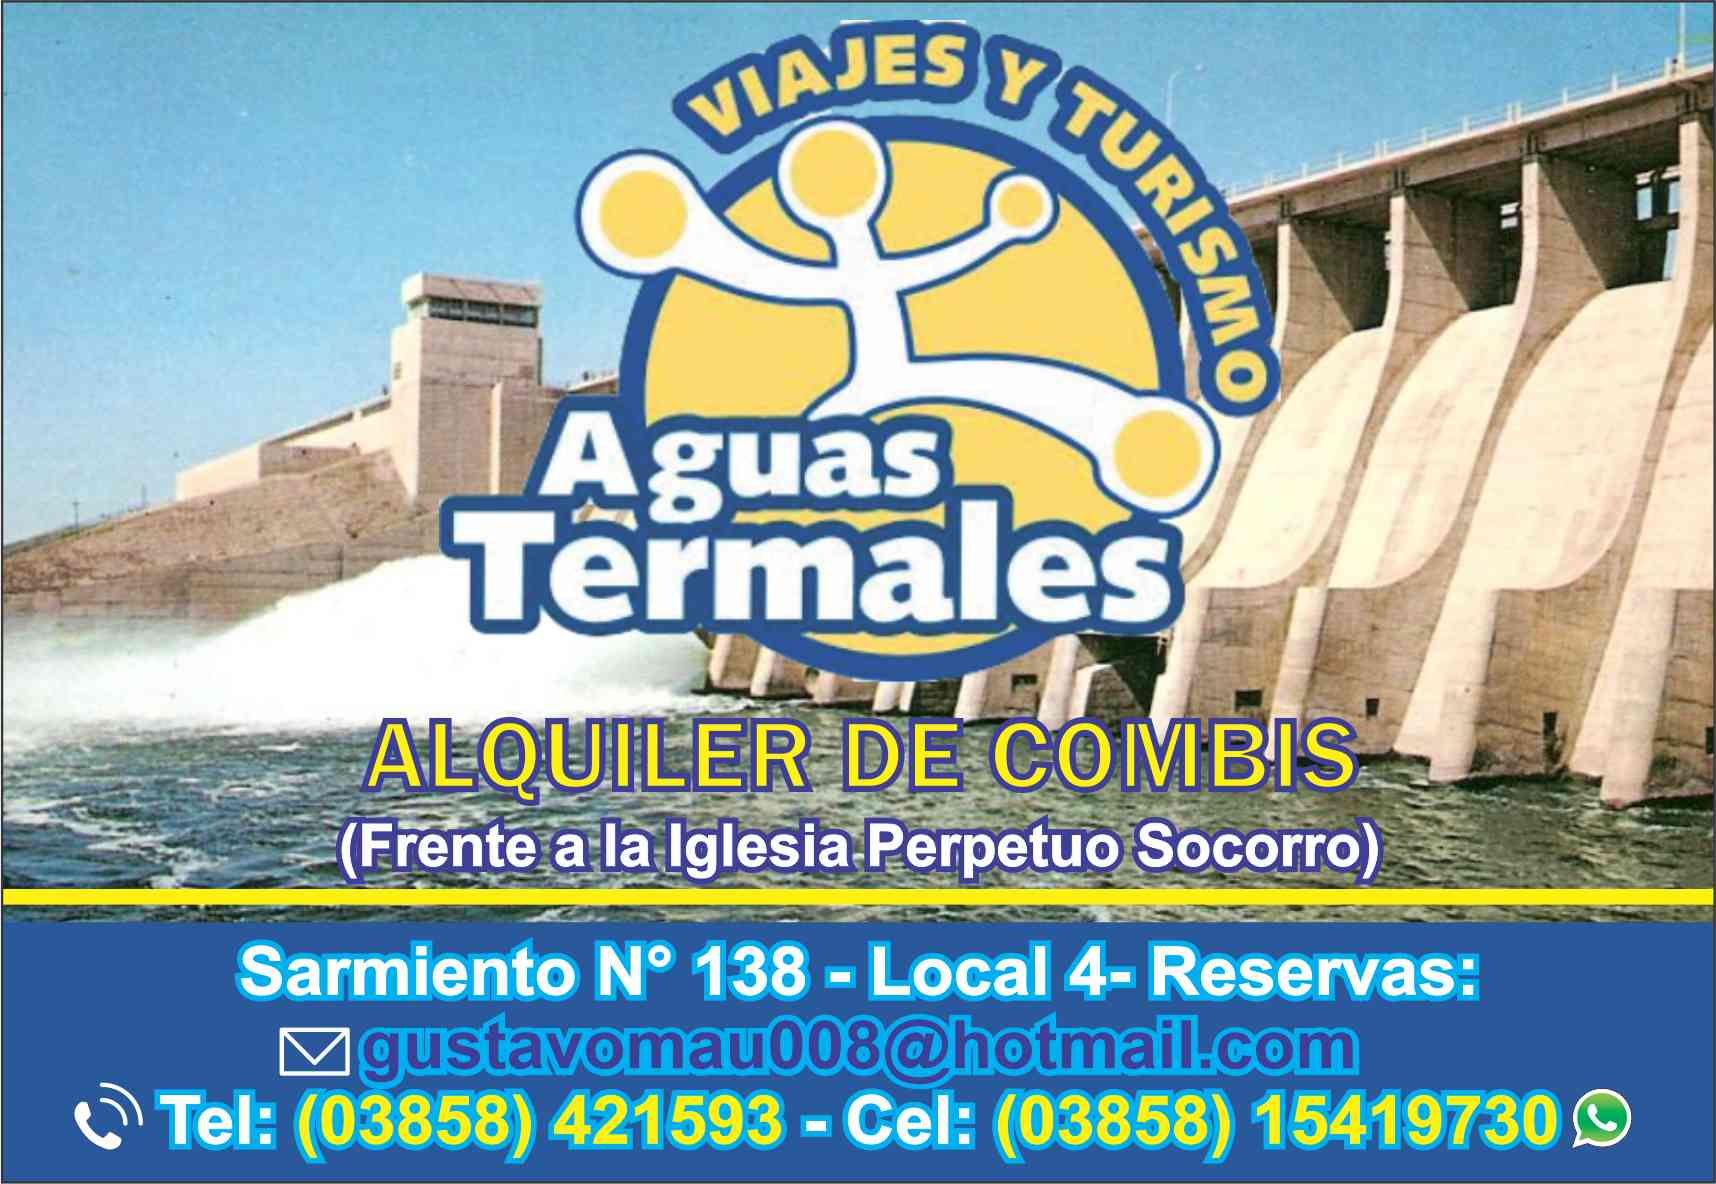 VIAJES Y TURISMO
Aguas
Termales
ALQUILER DE COMBIS
(Frente a la Iglesia Perpetuo Socorro)
Sarmiento N° 138 - Local 4- Reservas:
gustavomau008@hotmail.com
Tel: (03858) 421593 - Cel: (03858) 15419730